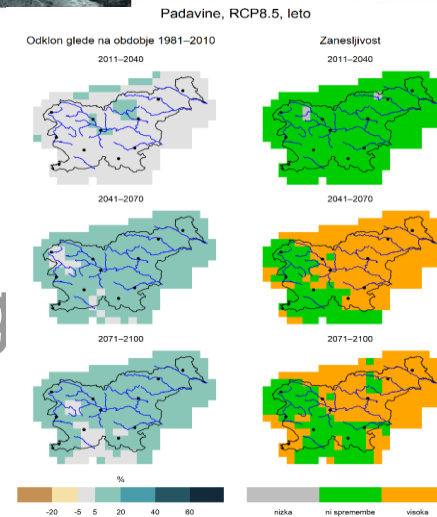 Padavine, RCP8.5, leto
Odklon glede na obdobje 1981–2010
Zanesljivost
2011–2040
2011–2040
2041–2070
2041–2070
2071–2100
2071–2100
%
-20 -5 5 20 40 60
nizka ni spremembe visoka